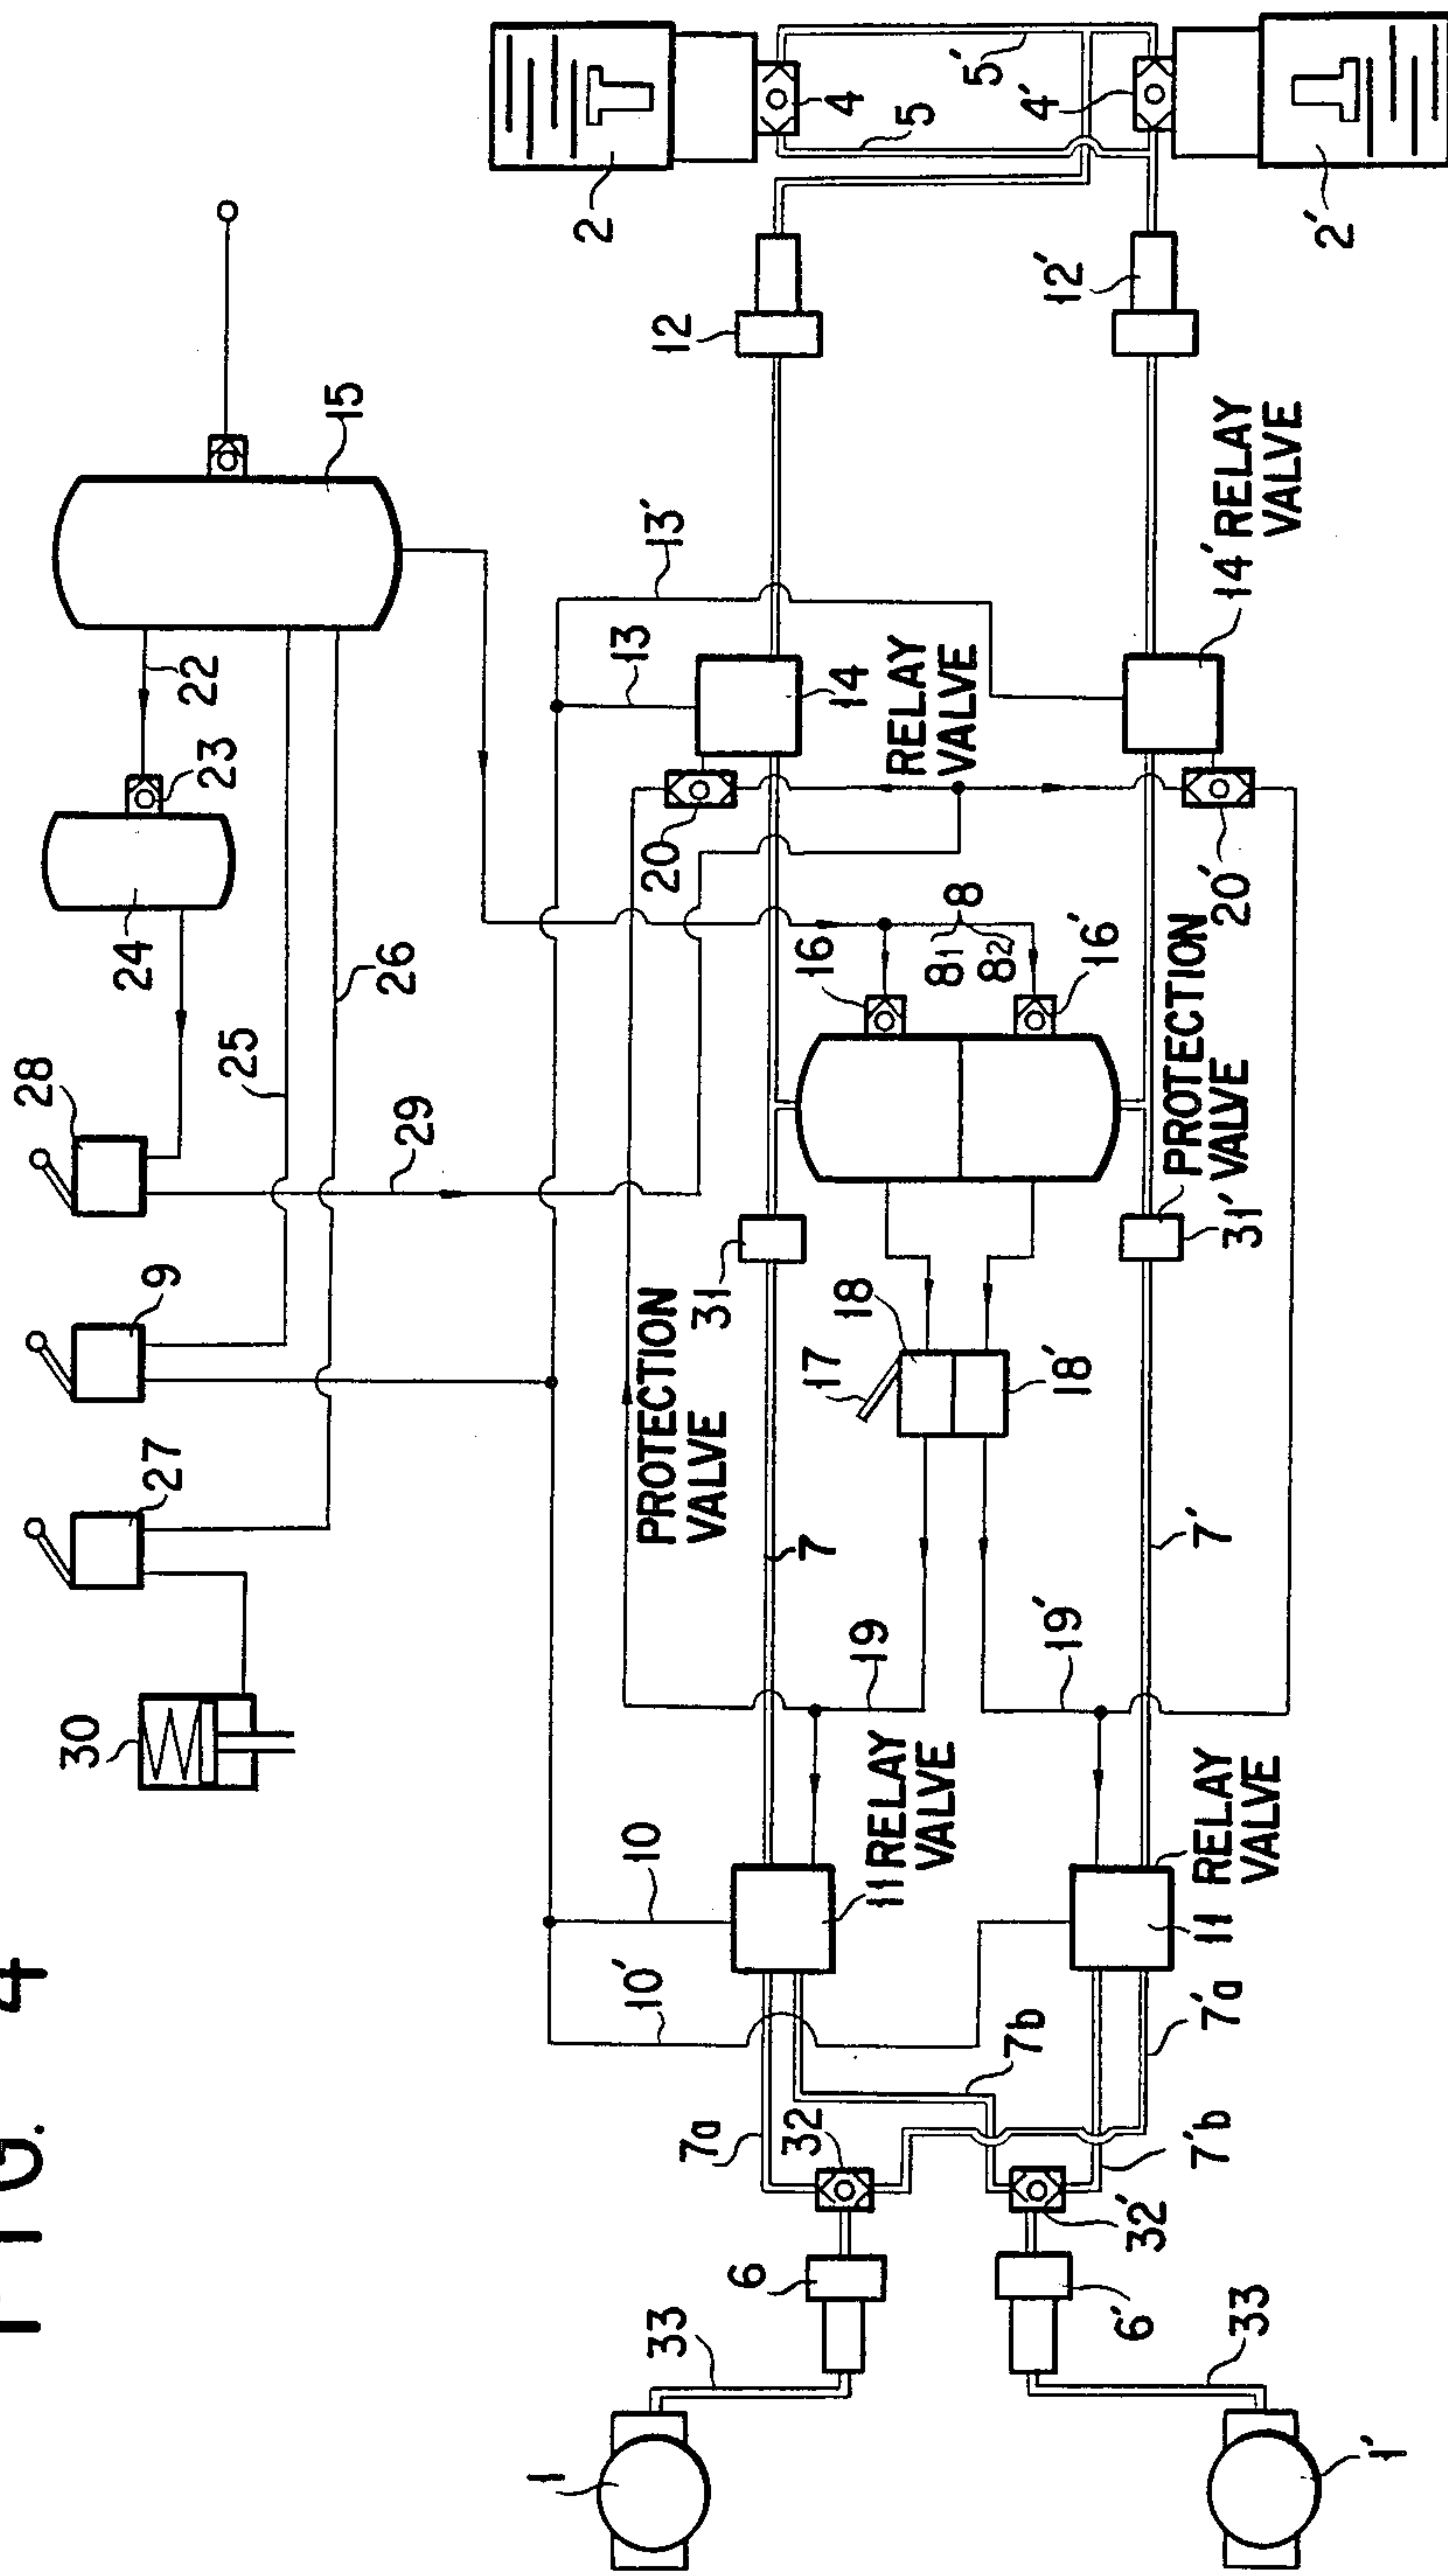 FIG. 4
30
27
9
28
24
23
22
15
25
26
29
13'
13
10
10'
PROTECTION
VALVE
31
20
14
RELAY
VALVE
12
2
4
5
5'
4'
2'
12'
7
19
17
18
18'
16
8
8₁
8₂
16'
11 RELAY
VALVE
7a
7b
32
6
33
1
19'
7'
31'
PROTECTION
VALVE
20'
14' RELAY
VALVE
11 RELAY
VALVE
7'a
7'b
32'
6'
33
1'